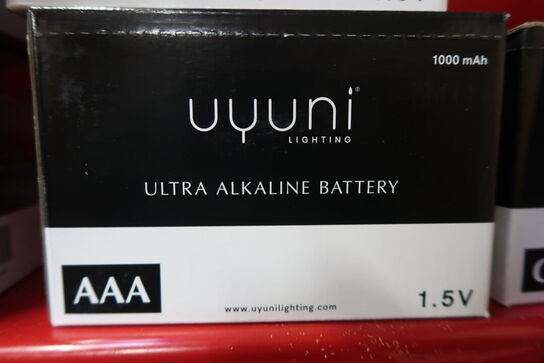 1000 mAh
uyuni®
LIGHTING
ULTRA ALKALINE BATTERY
AAA
www.uyunilighting.com
1.5V